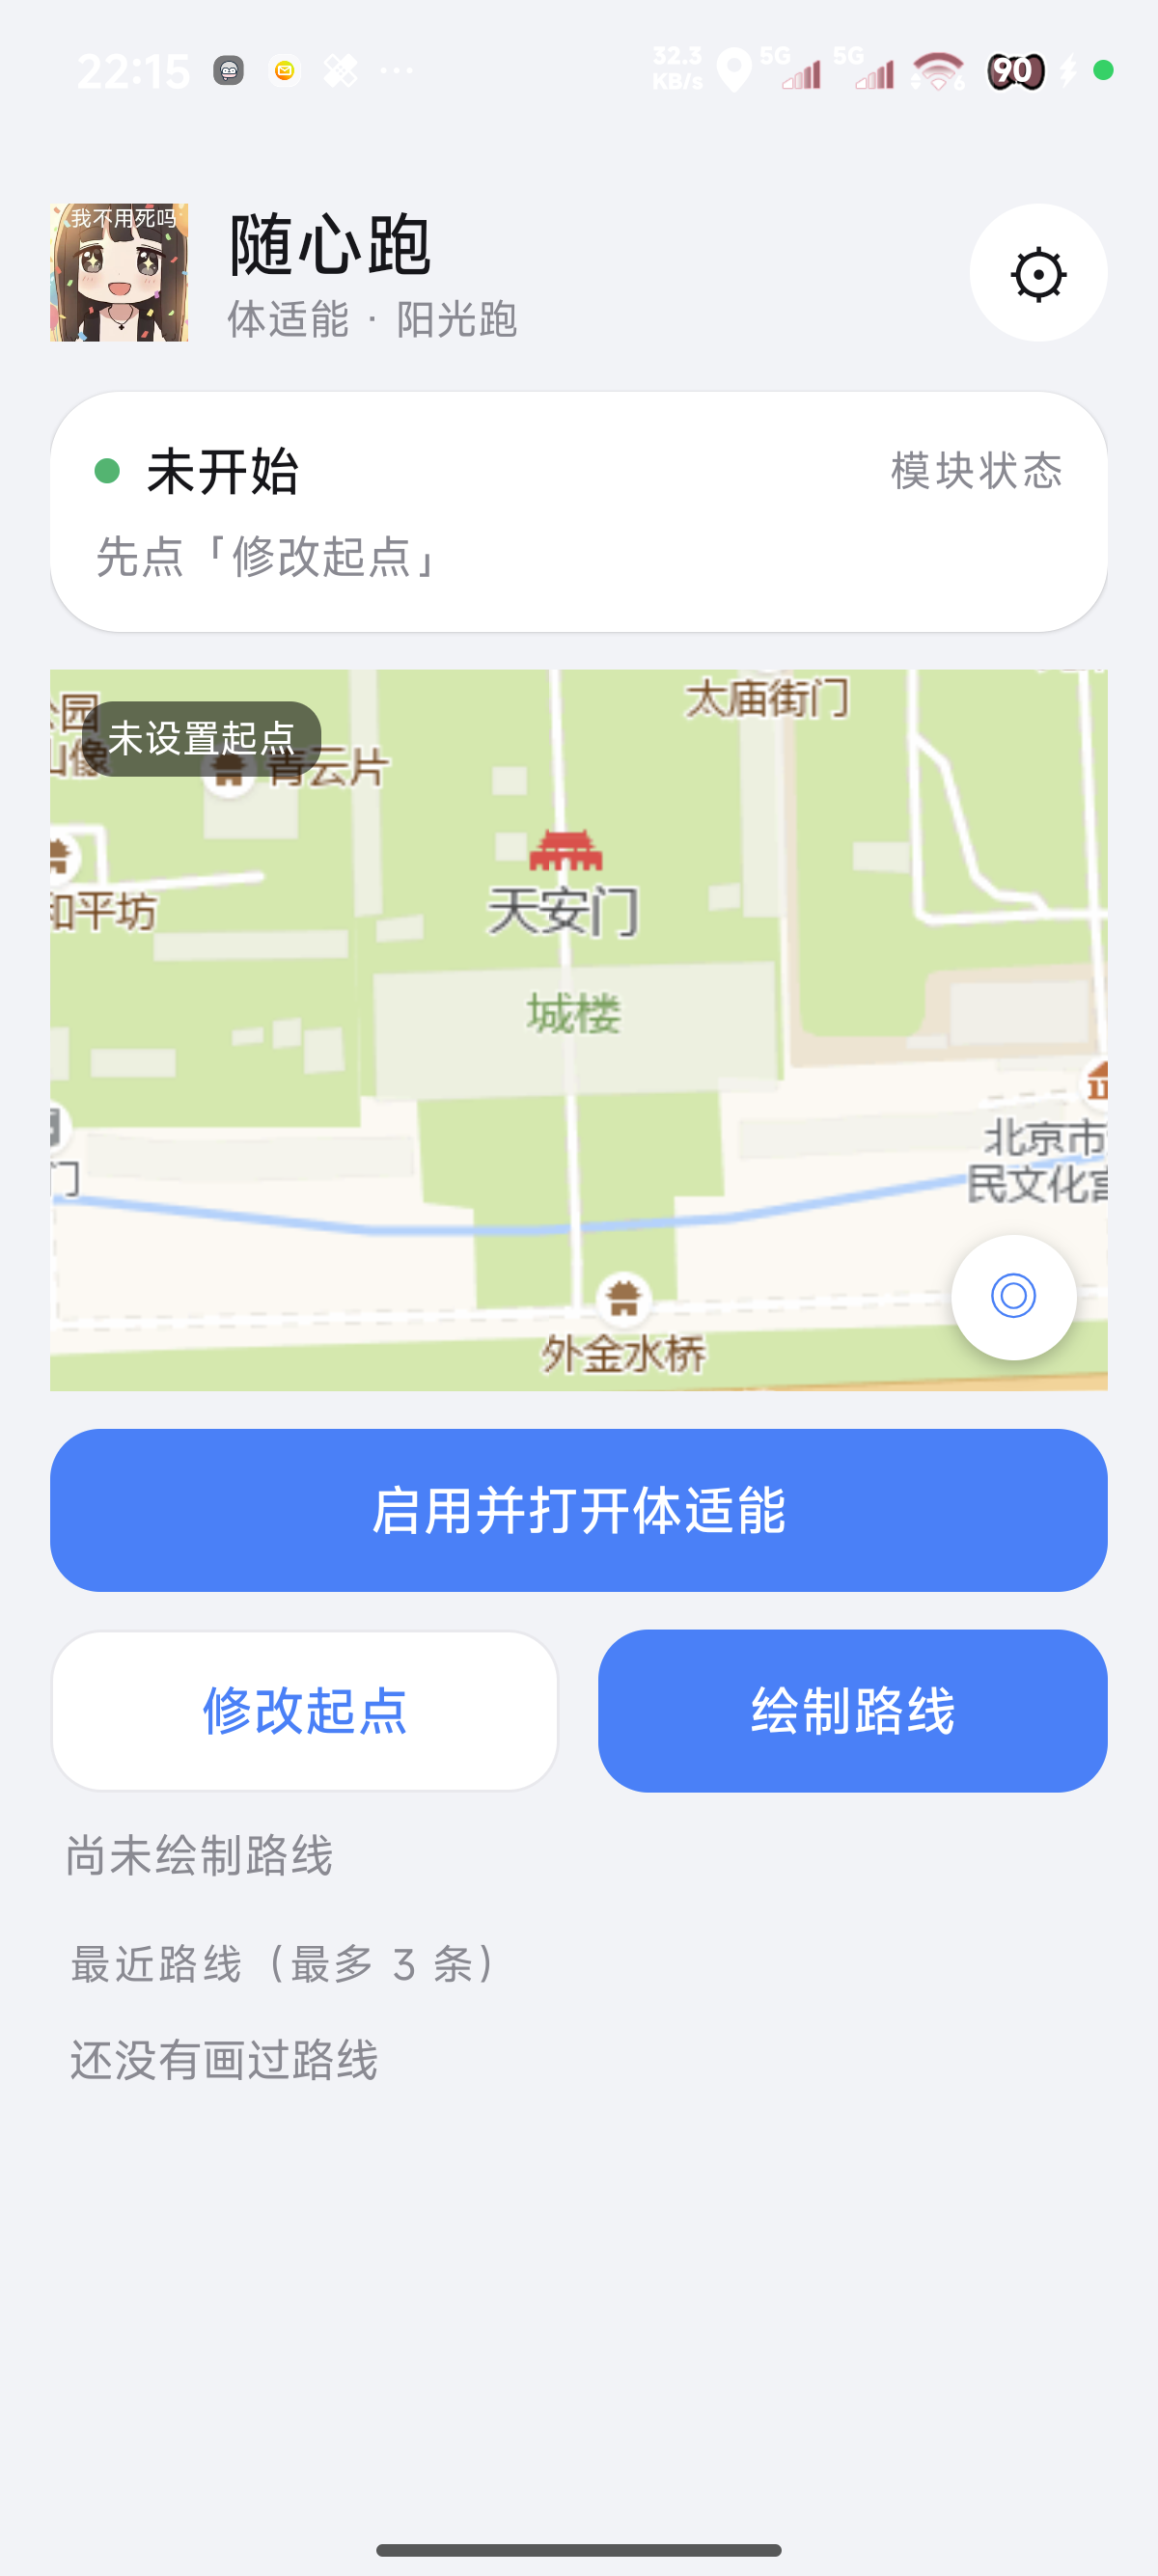 22:15 ··· 32.3 KB/s 5G 5G 6 90
我不用死吗
随心跑
体适能 · 阳光跑
未开始 模块状态
先点「修改起点」
太庙街门
未设置起点
青云片
天安门
和平坊
城楼
北京市
民文化宫
门
外金水桥
启用并打开体适能
修改起点 绘制路线
尚未绘制路线
最近路线（最多 3 条）
还没有画过路线